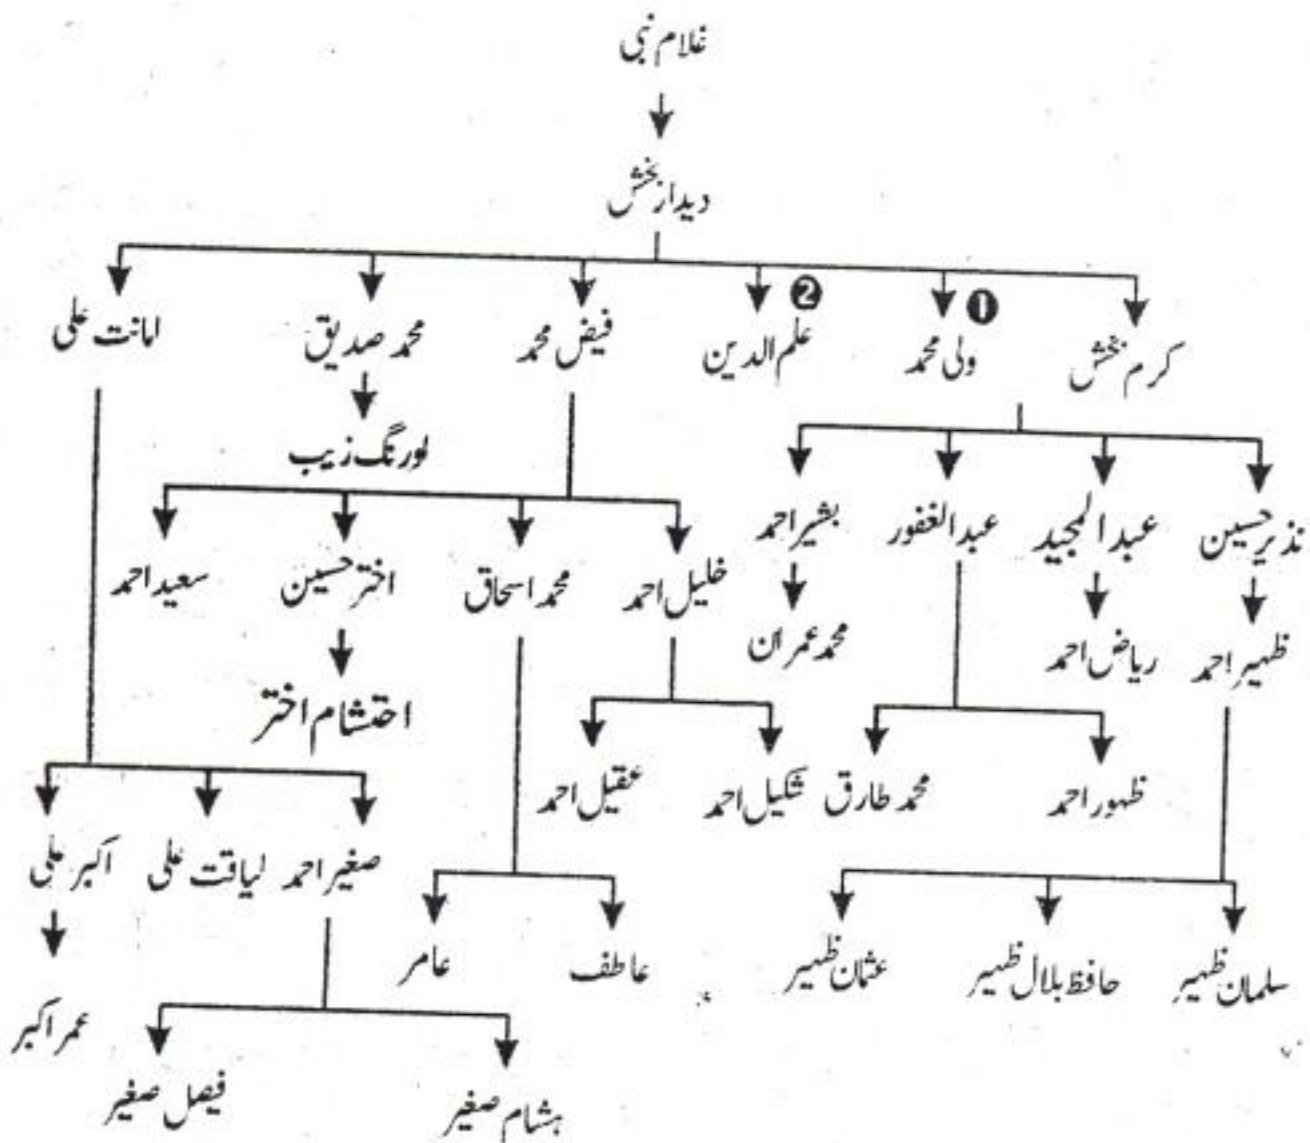 غلام نبی
دیدار بخش
کرم بخش
ولی محمد ❶
علم الدین ❷
فیض محمد
محمد صدیق
امانت علی
اورنگ زیب
نذیر حسین
عبدالمجید
عبدالغفور
بشیر احمد
خلیل احمد
محمد اسحاق
اختر حسین
سعید احمد
ظہیر احمد
ریاض احمد
محمد عمران
احتشام اختر
ظہور احمد
محمد طارق
شکیل احمد
عقیل احمد
صغیر احمد
لیاقت علی
اکبر علی
سلمان ظہیر
حافظ بلال ظہیر
عثمان ظہیر
عاطف
عامر
عمر اکبر
ہشام صغیر
فیصل صغیر